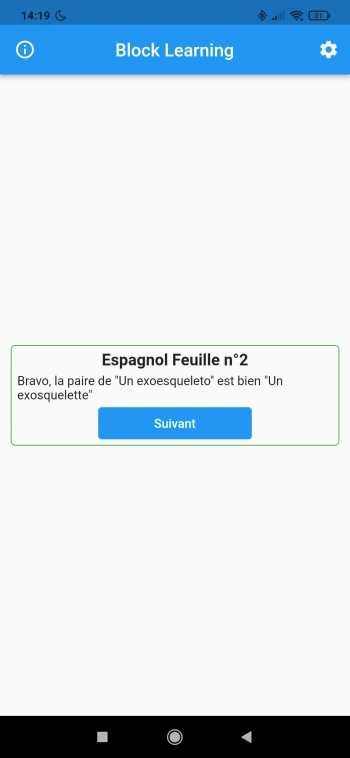 14:19
31
Block Learning
Espagnol Feuille n°2
Bravo, la paire de "Un exoesqueleto" est bien "Un
exosquelette"
Suivant